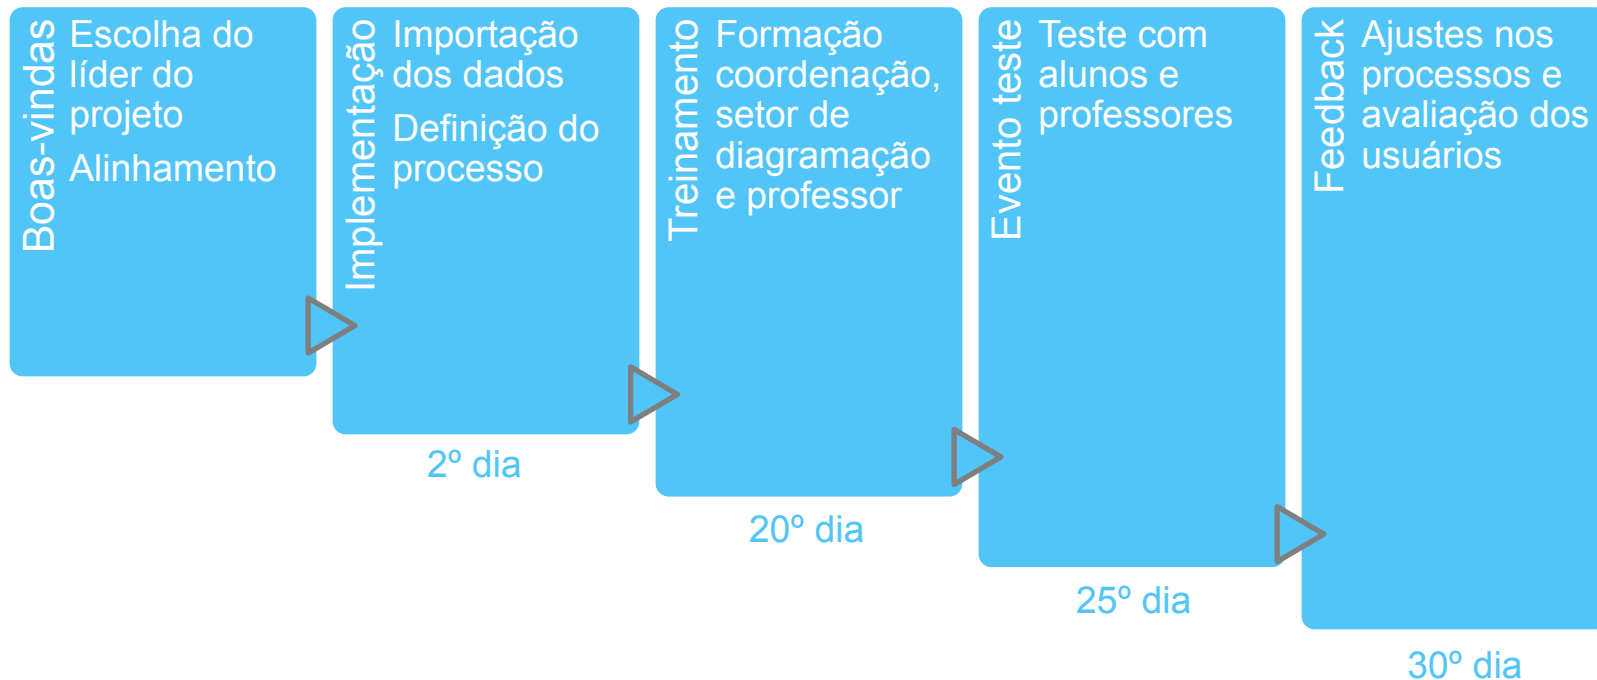 Boas-vindas
Escolha do
líder do
projeto
Alinhamento
Implementação
Importação
dos dados
Definição do
processo
2º dia
Treinamento
Formação
coordenação,
setor de
diagramação
e professor
20º dia
Evento teste
Teste com
alunos e
professores
25º dia
Feedback
Ajustes nos
processos e
avaliação dos
usuários
30º dia